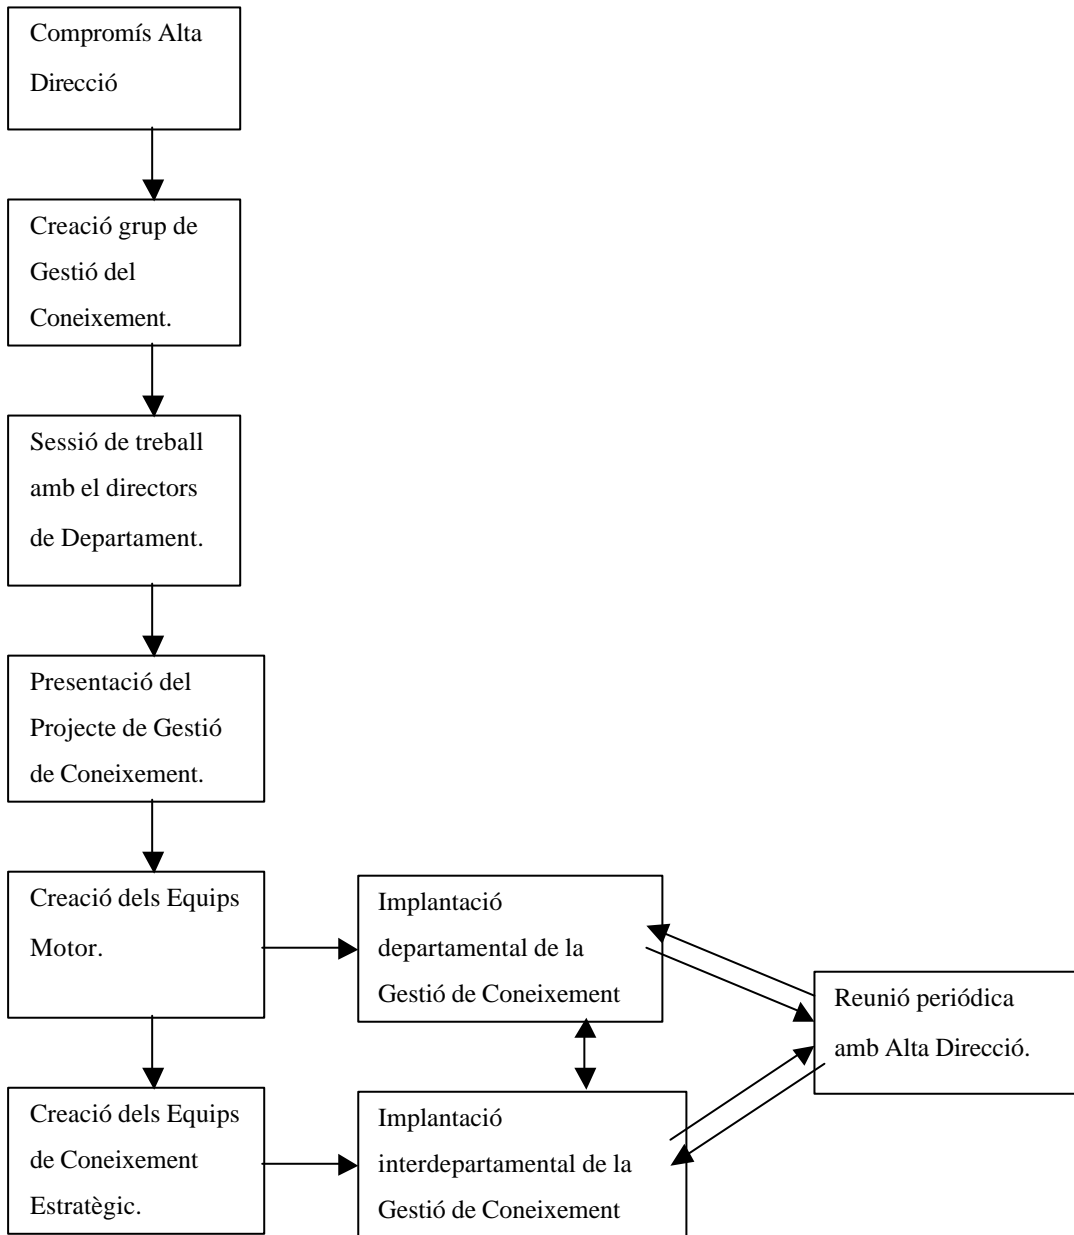 Compromís Alta
Direcció
Creació grup de
Gestió del
Coneixement.
Sessió de treball
amb el directors
de Departament.
Presentació del
Projecte de Gestió
de Coneixement.
Creació dels Equips
Motor.
Implantació
departamental de la
Gestió de Coneixement
Reunió periódica
amb Alta Direcció.
Creació dels Equips
de Coneixement
Estratègic.
Implantació
interdepartamental de la
Gestió de Coneixement